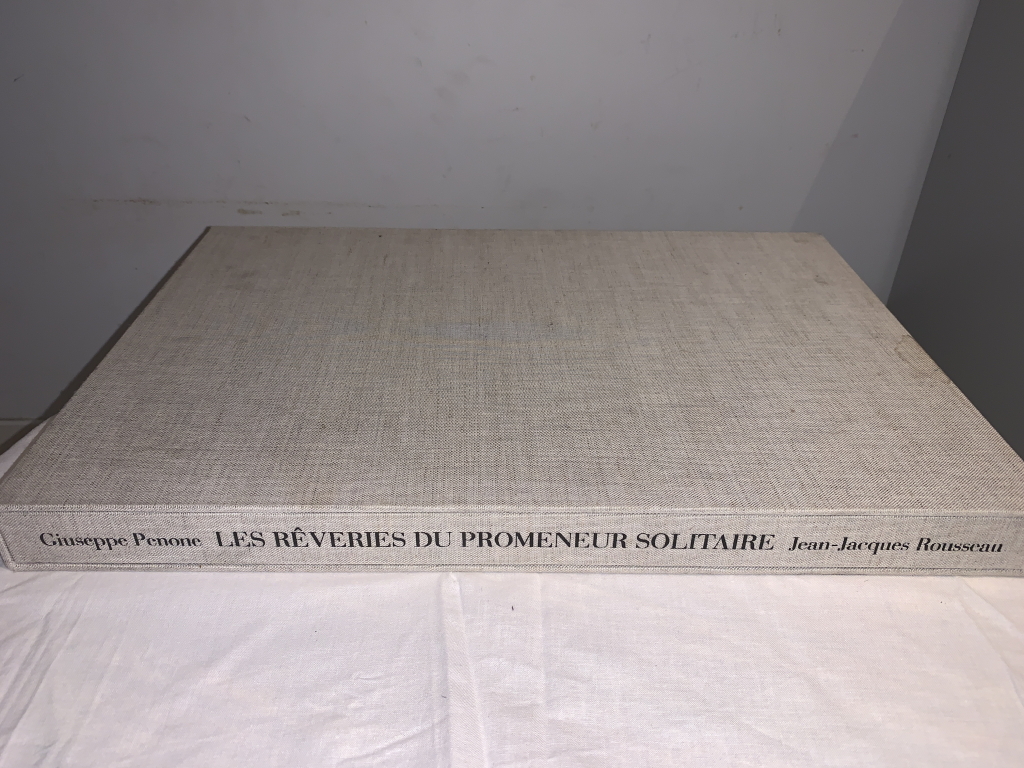 Giuseppe Penone LES RÊVERIES DU PROMENEUR SOLITAIRE Jean-Jacques Rousseau